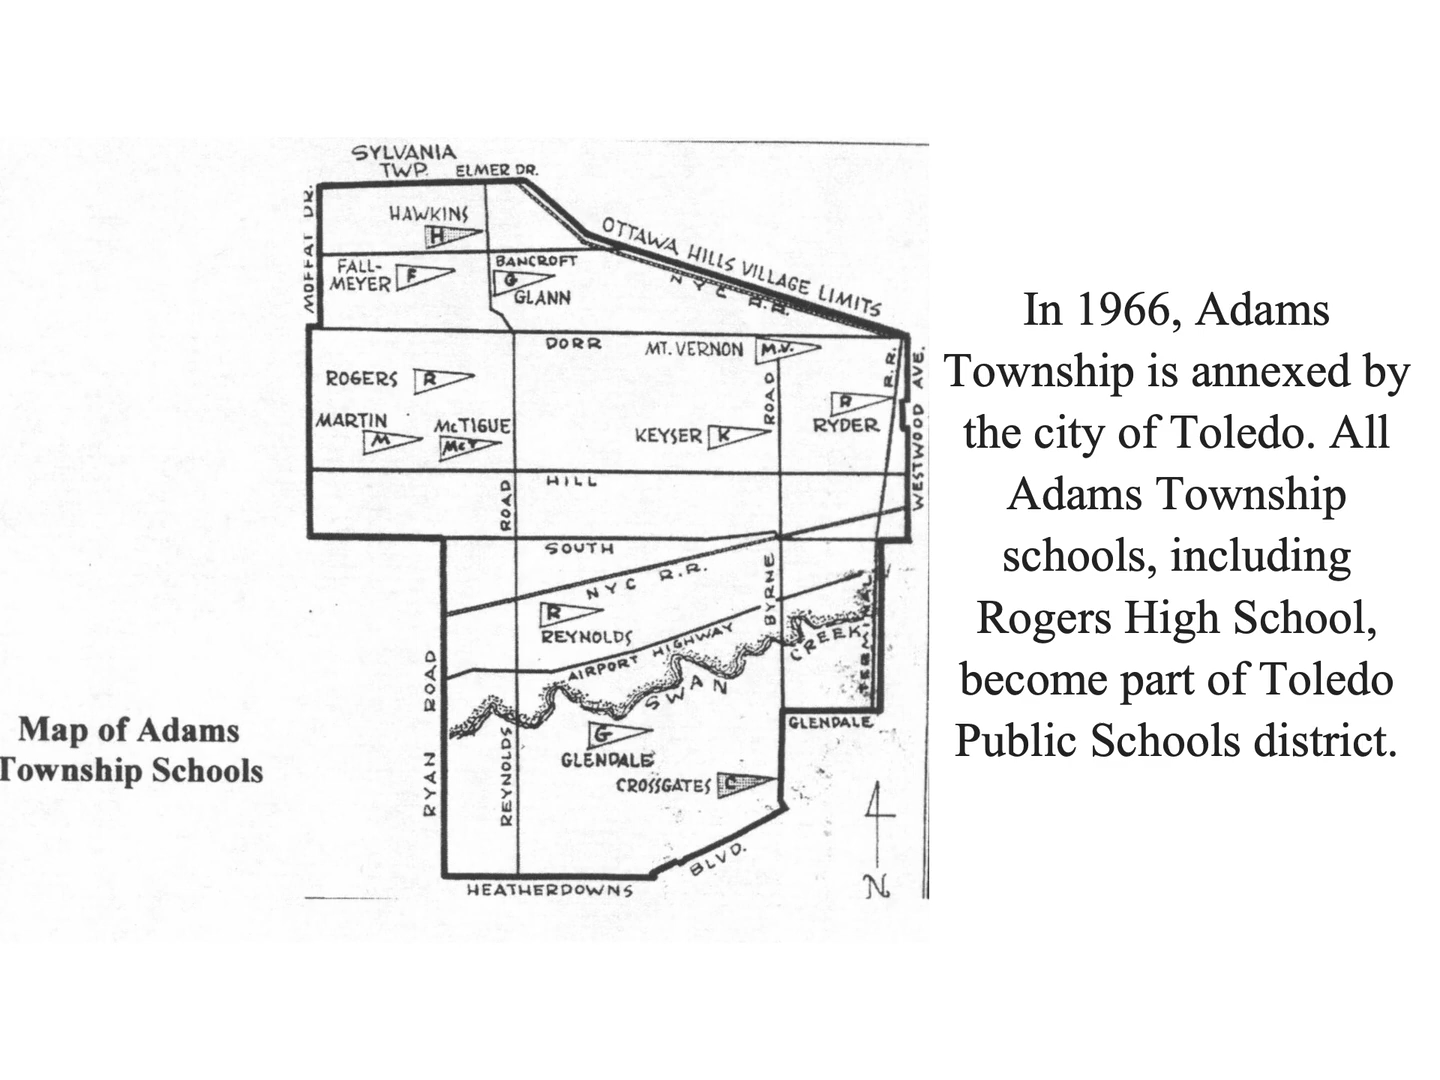 SYLVANIA
TWP.
ELMER DR.
MOFFAT DR.
HAWKINS
H
OTTAWA HILLS VILLAGE LIMITS
NYC R.R.
FALL-
MEYER
F
BANCROFT
G
GLANN
DORR
MT. VERNON
M.V.
R.R.
ROGERS
R
ROAD
R
RYDER
WESTWOOD AVE.
MARTIN
M
McTIGUE
McT
KEYSER
K
HILL
ROAD
SOUTH
NYC R.R.
BYRNE
R
REYNOLDS
AIRPORT HIGHWAY
SWAN
CREEK
TERMINAL
RYAN ROAD
REYNOLDS
G
GLENDALE
GLENDALE
CROSSGATES
C
BLVD.
HEATHERDOWNS
N
Map of Adams
Township Schools
In 1966, Adams
Township is annexed by
the city of Toledo. All
Adams Township
schools, including
Rogers High School,
become part of Toledo
Public Schools district.